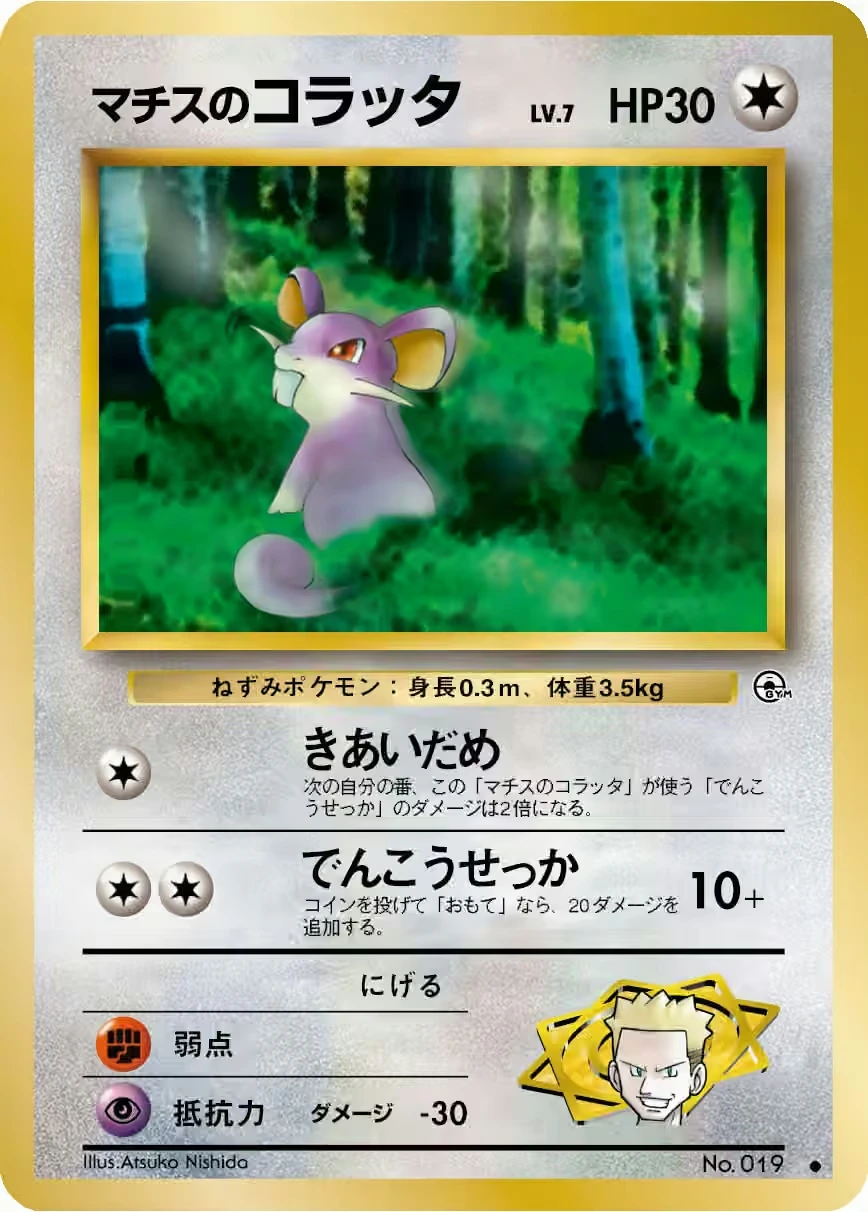 マチスのコラッタ LV.7 HP30
ねずみポケモン：身長0.3m、体重3.5kg
GYM
きあいだめ
次の自分の番、この「マチスのコラッタ」が使う「でんこ
うせっか」のダメージは2倍になる。
でんこうせっか 10+
コインを投げて「おもて」なら、20ダメージを
追加する。
にげる
弱点
抵抗力 ダメージ -30
Illus.Atsuko Nishida No.019